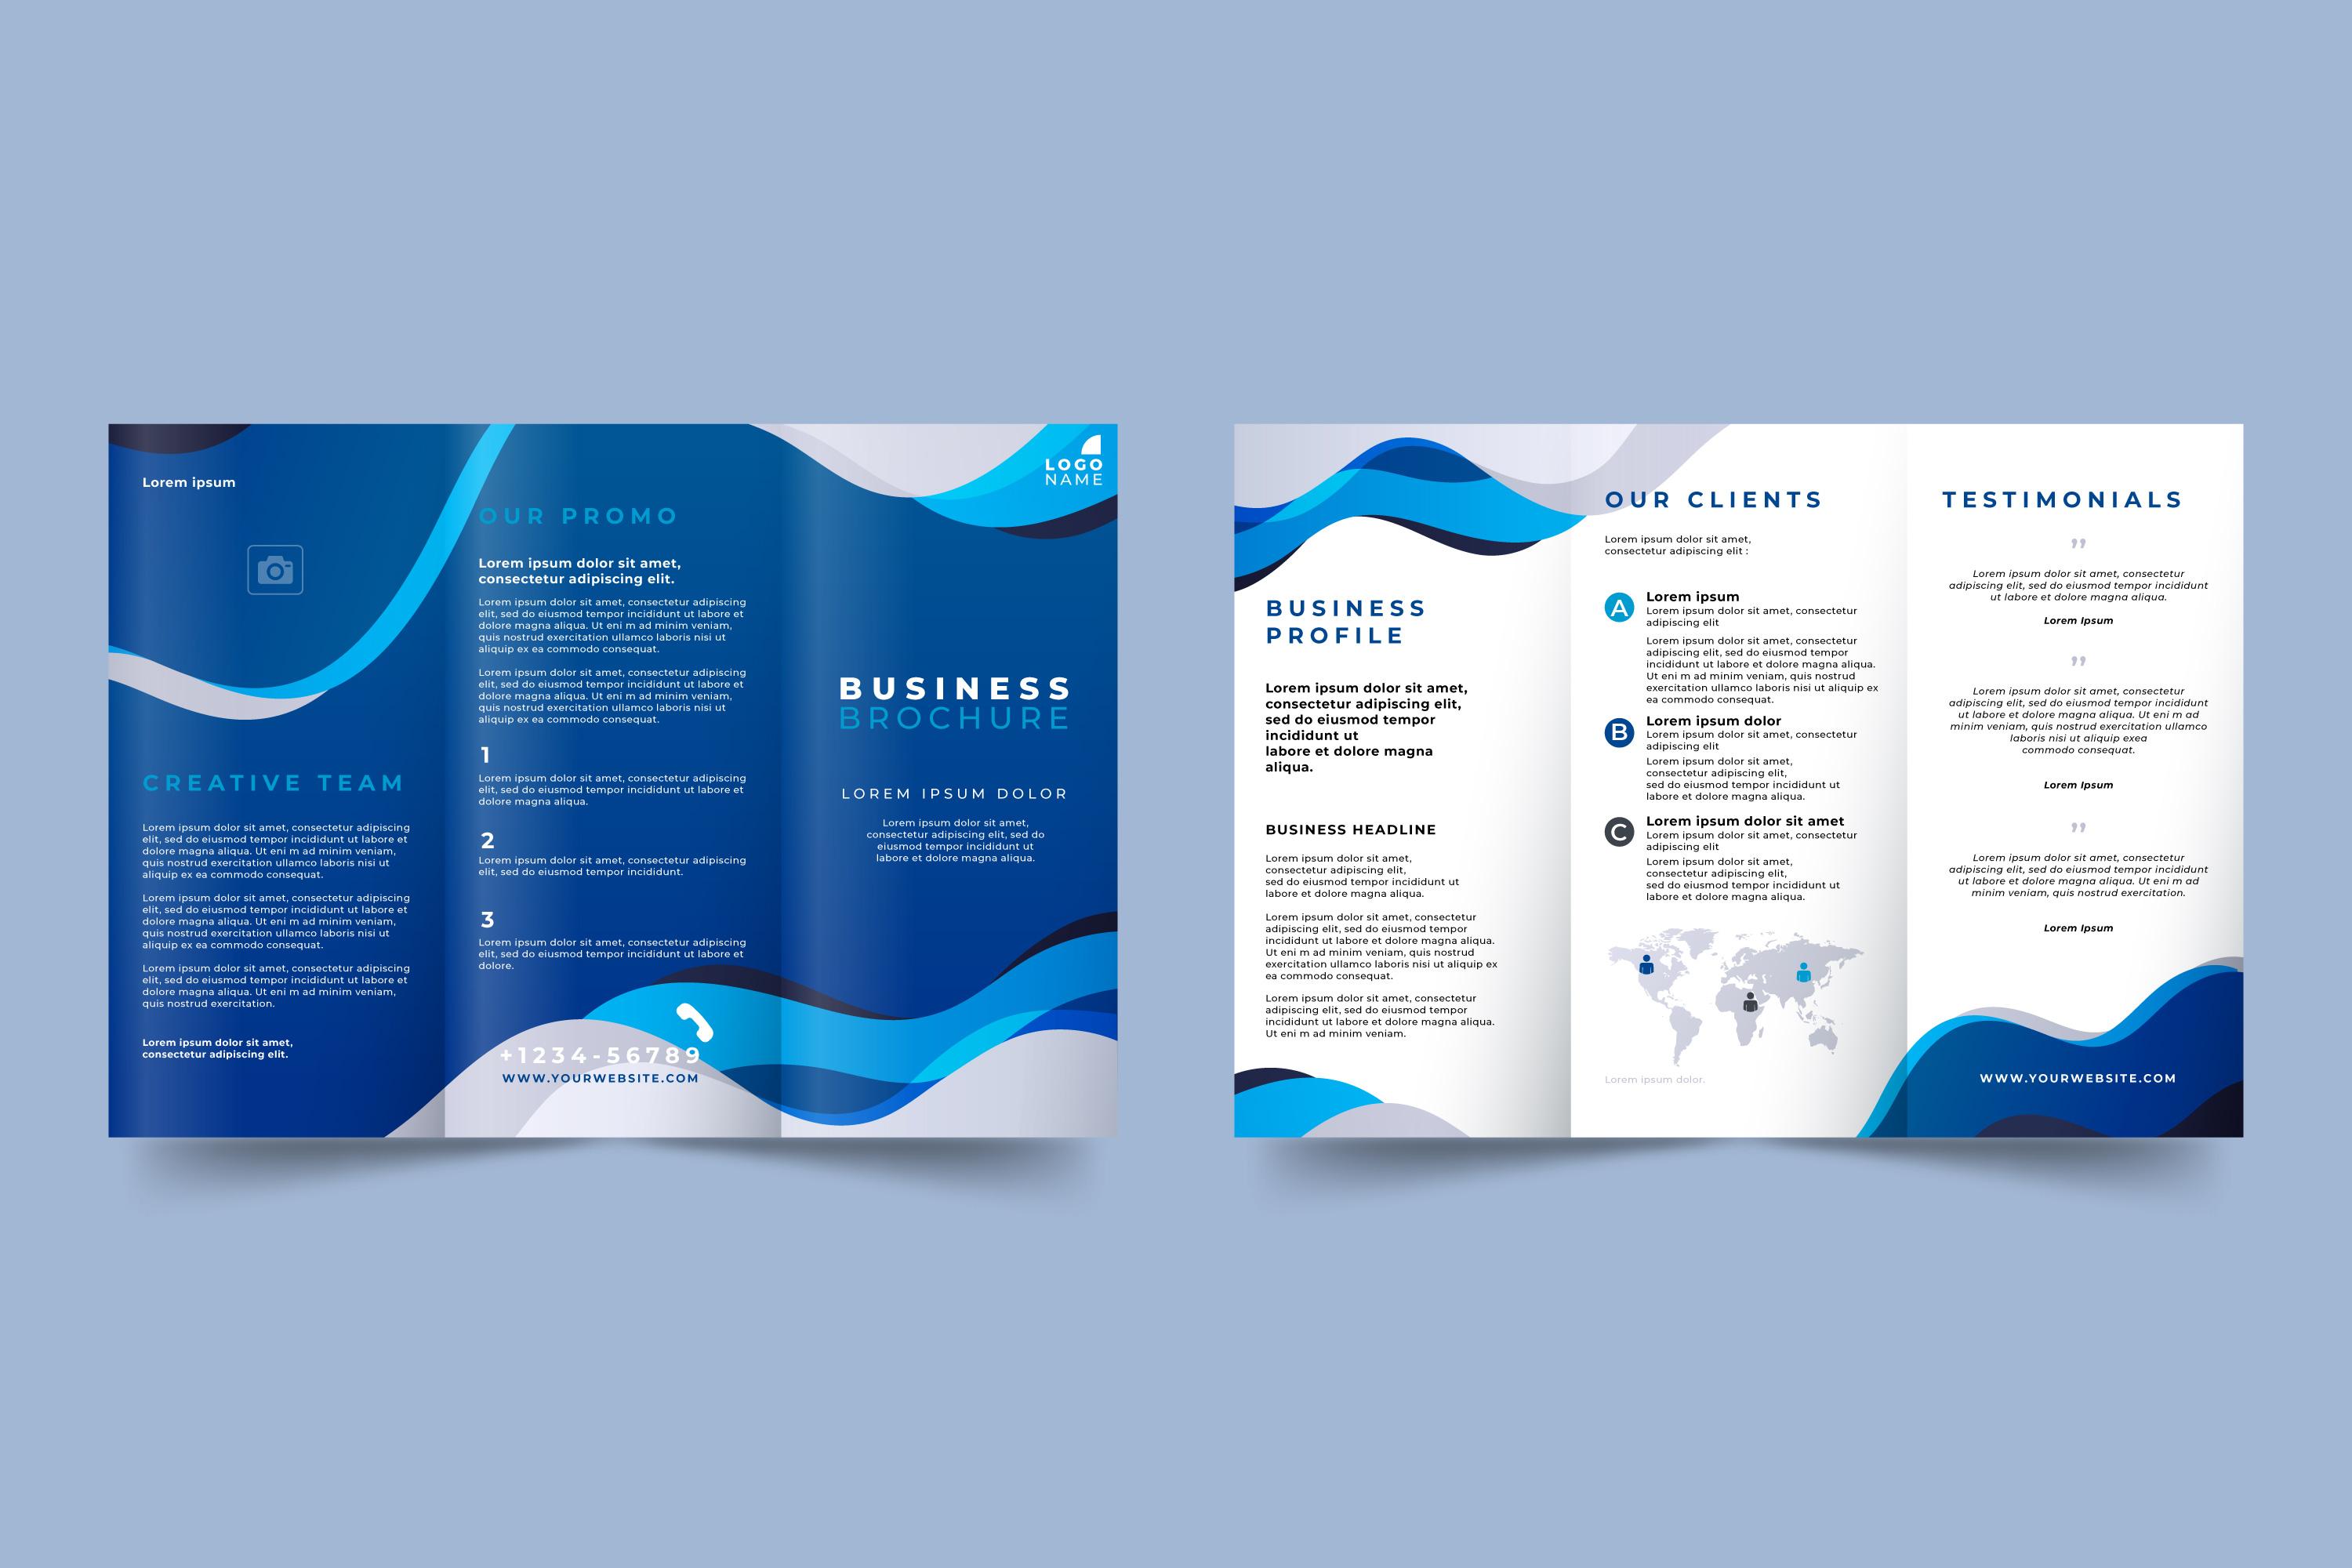 Lorem ipsum
CREATIVE TEAM
Lorem ipsum dolor sit amet, consectetur adipiscing
elit, sed do eiusmod tempor incididunt ut labore et
dolore magna aliqua. Ut eni m ad minim veniam,
quis nostrud exercitation ullamco laboris nisi ut
aliquip ex ea commodo consequat.
Lorem ipsum dolor sit amet, consectetur adipiscing
elit, sed do eiusmod tempor incididunt ut labore et
dolore magna aliqua. Ut eni m ad minim veniam,
quis nostrud exercitation ullamco laboris nisi ut
aliquip ex ea commodo consequat.
Lorem ipsum dolor sit amet, consectetur adipiscing
elit, sed do eiusmod tempor incididunt ut labore et
dolore magna aliqua. Ut eni m ad minim veniam,
quis nostrud exercitation.
Lorem ipsum dolor sit amet,
consectetur adipiscing elit.
OUR PROMO
Lorem ipsum dolor sit amet,
consectetur adipiscing elit.
Lorem ipsum dolor sit amet, consectetur adipiscing
elit, sed do eiusmod tempor incididunt ut labore et
dolore magna aliqua. Ut eni m ad minim veniam,
quis nostrud exercitation ullamco laboris nisi ut
aliquip ex ea commodo consequat.
Lorem ipsum dolor sit amet, consectetur adipiscing
elit, sed do eiusmod tempor incididunt ut labore et
dolore magna aliqua. Ut eni m ad minim veniam,
quis nostrud exercitation ullamco laboris nisi ut
aliquip ex ea commodo consequat.
1
Lorem ipsum dolor sit amet, consectetur adipiscing
elit, sed do eiusmod tempor incididunt ut labore et
dolore magna aliqua.
2
Lorem ipsum dolor sit amet, consectetur adipiscing
elit, sed do eiusmod tempor incididunt.
3
Lorem ipsum dolor sit amet, consectetur adipiscing
elit, sed do eiusmod tempor incididunt ut labore et
dolore.
+1234-56789
WWW.YOURWEBSITE.COM
LOGO
NAME
BUSINESS
BROCHURE
LOREM IPSUM DOLOR
Lorem ipsum dolor sit amet,
consectetur adipiscing elit, sed do
eiusmod tempor incididunt ut
labore et dolore magna aliqua.
BUSINESS
PROFILE
Lorem ipsum dolor sit amet,
consectetur adipiscing elit,
sed do eiusmod tempor
incididunt ut
labore et dolore magna
aliqua.
BUSINESS HEADLINE
Lorem ipsum dolor sit amet,
consectetur adipiscing elit,
sed do eiusmod tempor incididunt ut
labore et dolore magna aliqua.
Lorem ipsum dolor sit amet, consectetur
adipiscing elit, sed do eiusmod tempor
incididunt ut labore et dolore magna aliqua.
Ut eni m ad minim veniam, quis nostrud
exercitation ullamco laboris nisi ut aliquip ex
ea commodo consequat.
Lorem ipsum dolor sit amet, consectetur
adipiscing elit, sed do eiusmod tempor
incididunt ut labore et dolore magna aliqua.
Ut eni m ad minim veniam.
OUR CLIENTS
Lorem ipsum dolor sit amet,
consectetur adipiscing elit :
A
Lorem ipsum
Lorem ipsum dolor sit amet, consectetur
adipiscing elit
Lorem ipsum dolor sit amet, consectetur
adipiscing elit, sed do eiusmod tempor
incididunt ut labore et dolore magna aliqua.
Ut eni m ad minim veniam, quis nostrud
exercitation ullamco laboris nisi ut aliquip ex
ea commodo consequat.
B
Lorem ipsum dolor
Lorem ipsum dolor sit amet, consectetur
adipiscing elit
Lorem ipsum dolor sit amet,
consectetur adipiscing elit,
sed do eiusmod tempor incididunt ut
labore et dolore magna aliqua.
C
Lorem ipsum dolor sit amet
Lorem ipsum dolor sit amet, consectetur
adipiscing elit
Lorem ipsum dolor sit amet,
consectetur adipiscing elit,
sed do eiusmod tempor incididunt ut
labore et dolore magna aliqua.
Lorem ipsum dolor.
TESTIMONIALS
”
Lorem ipsum dolor sit amet, consectetur
adipiscing elit, sed do eiusmod tempor incididunt
ut labore et dolore magna aliqua.
Lorem Ipsum
”
Lorem ipsum dolor sit amet, consectetur
adipiscing elit, sed do eiusmod tempor incididunt
ut labore et dolore magna aliqua. Ut eni m ad
minim veniam, quis nostrud exercitation ullamco
laboris nisi ut aliquip exea
commodo consequat.
Lorem Ipsum
”
Lorem ipsum dolor sit amet, consectetur
adipiscing elit, sed do eiusmod tempor incididunt
ut labore et dolore magna aliqua. Ut eni m ad
minim veniam, quis nostrud exercitation.
Lorem Ipsum
WWW.YOURWEBSITE.COM